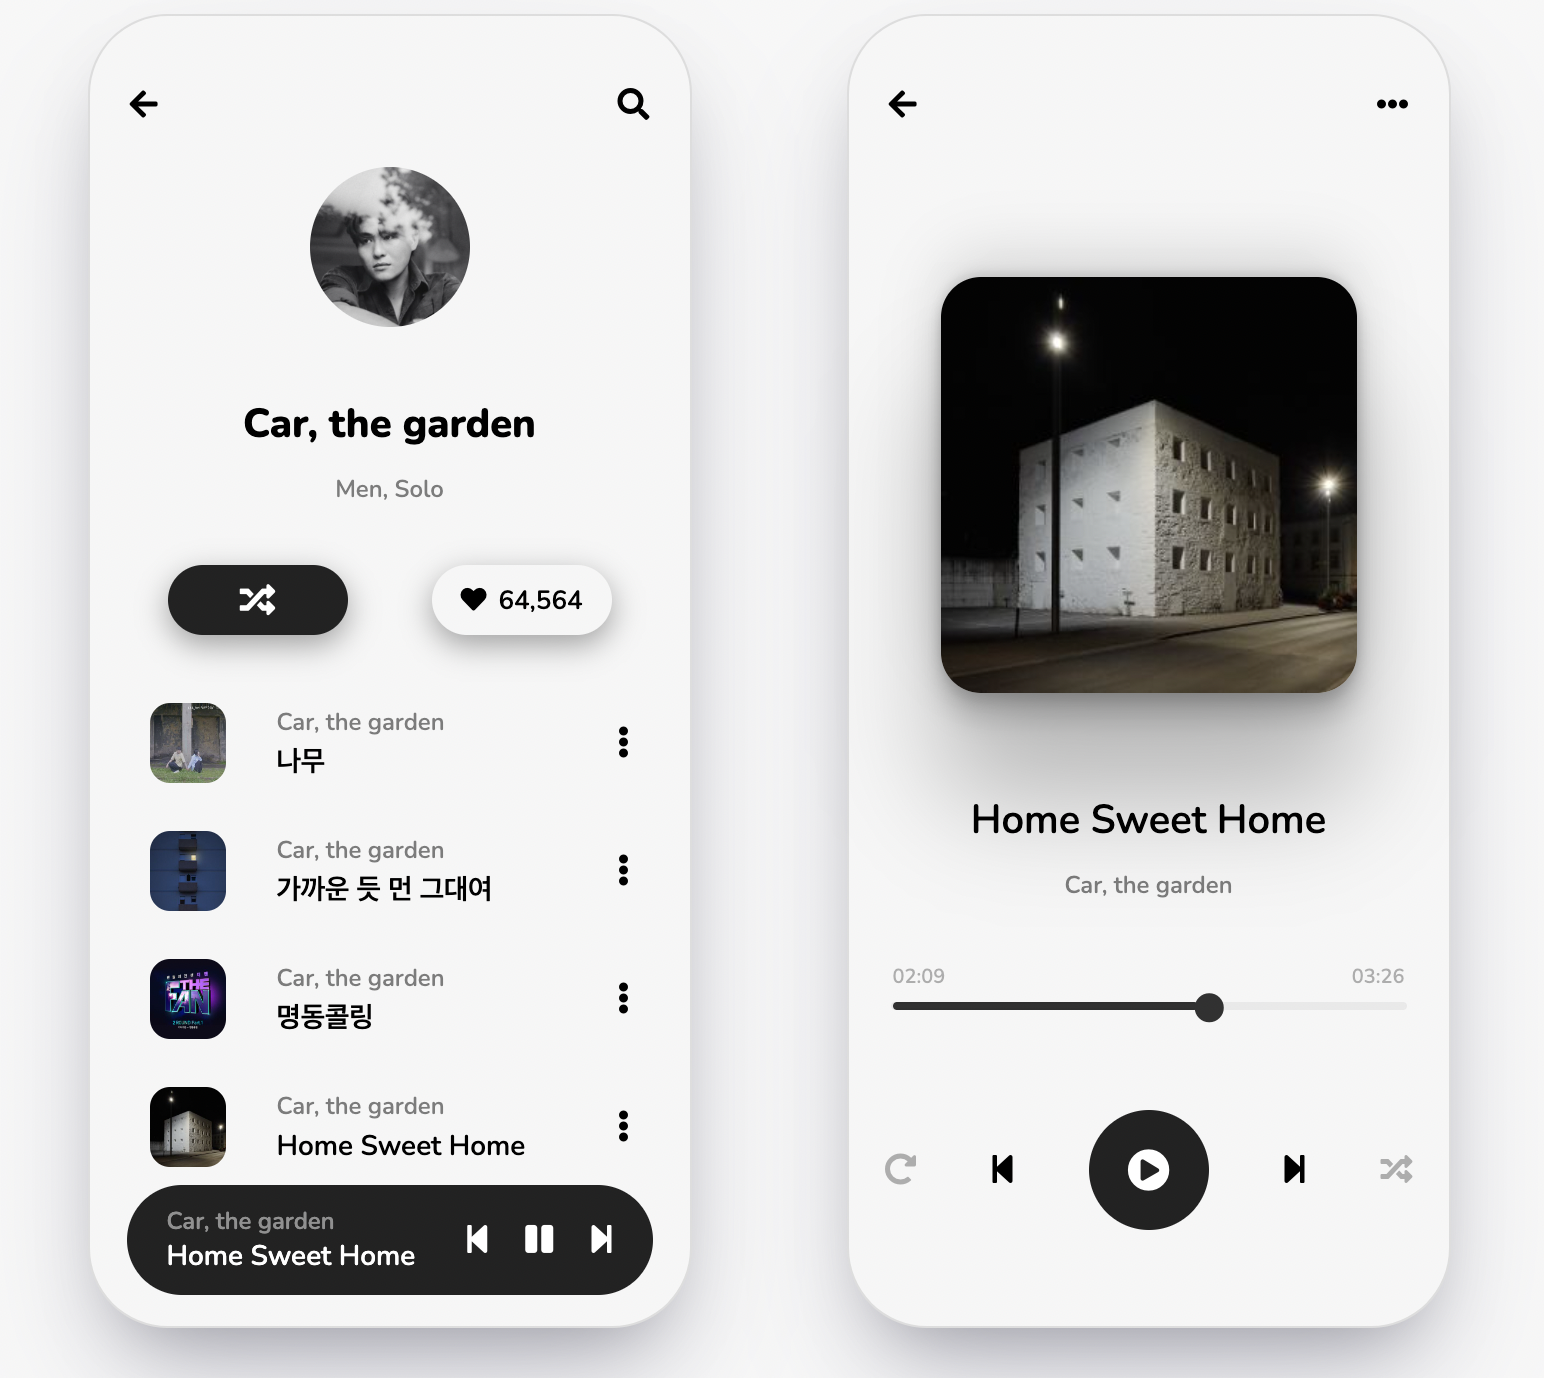 Car, the garden
Men, Solo
64,564
Car, the garden
나무
Car, the garden
가까운 듯 먼 그대여
Car, the garden
명동콜링
THE
FAN
Car, the garden
Home Sweet Home
Car, the garden
Home Sweet Home
Home Sweet Home
Car, the garden
02:09
03:26